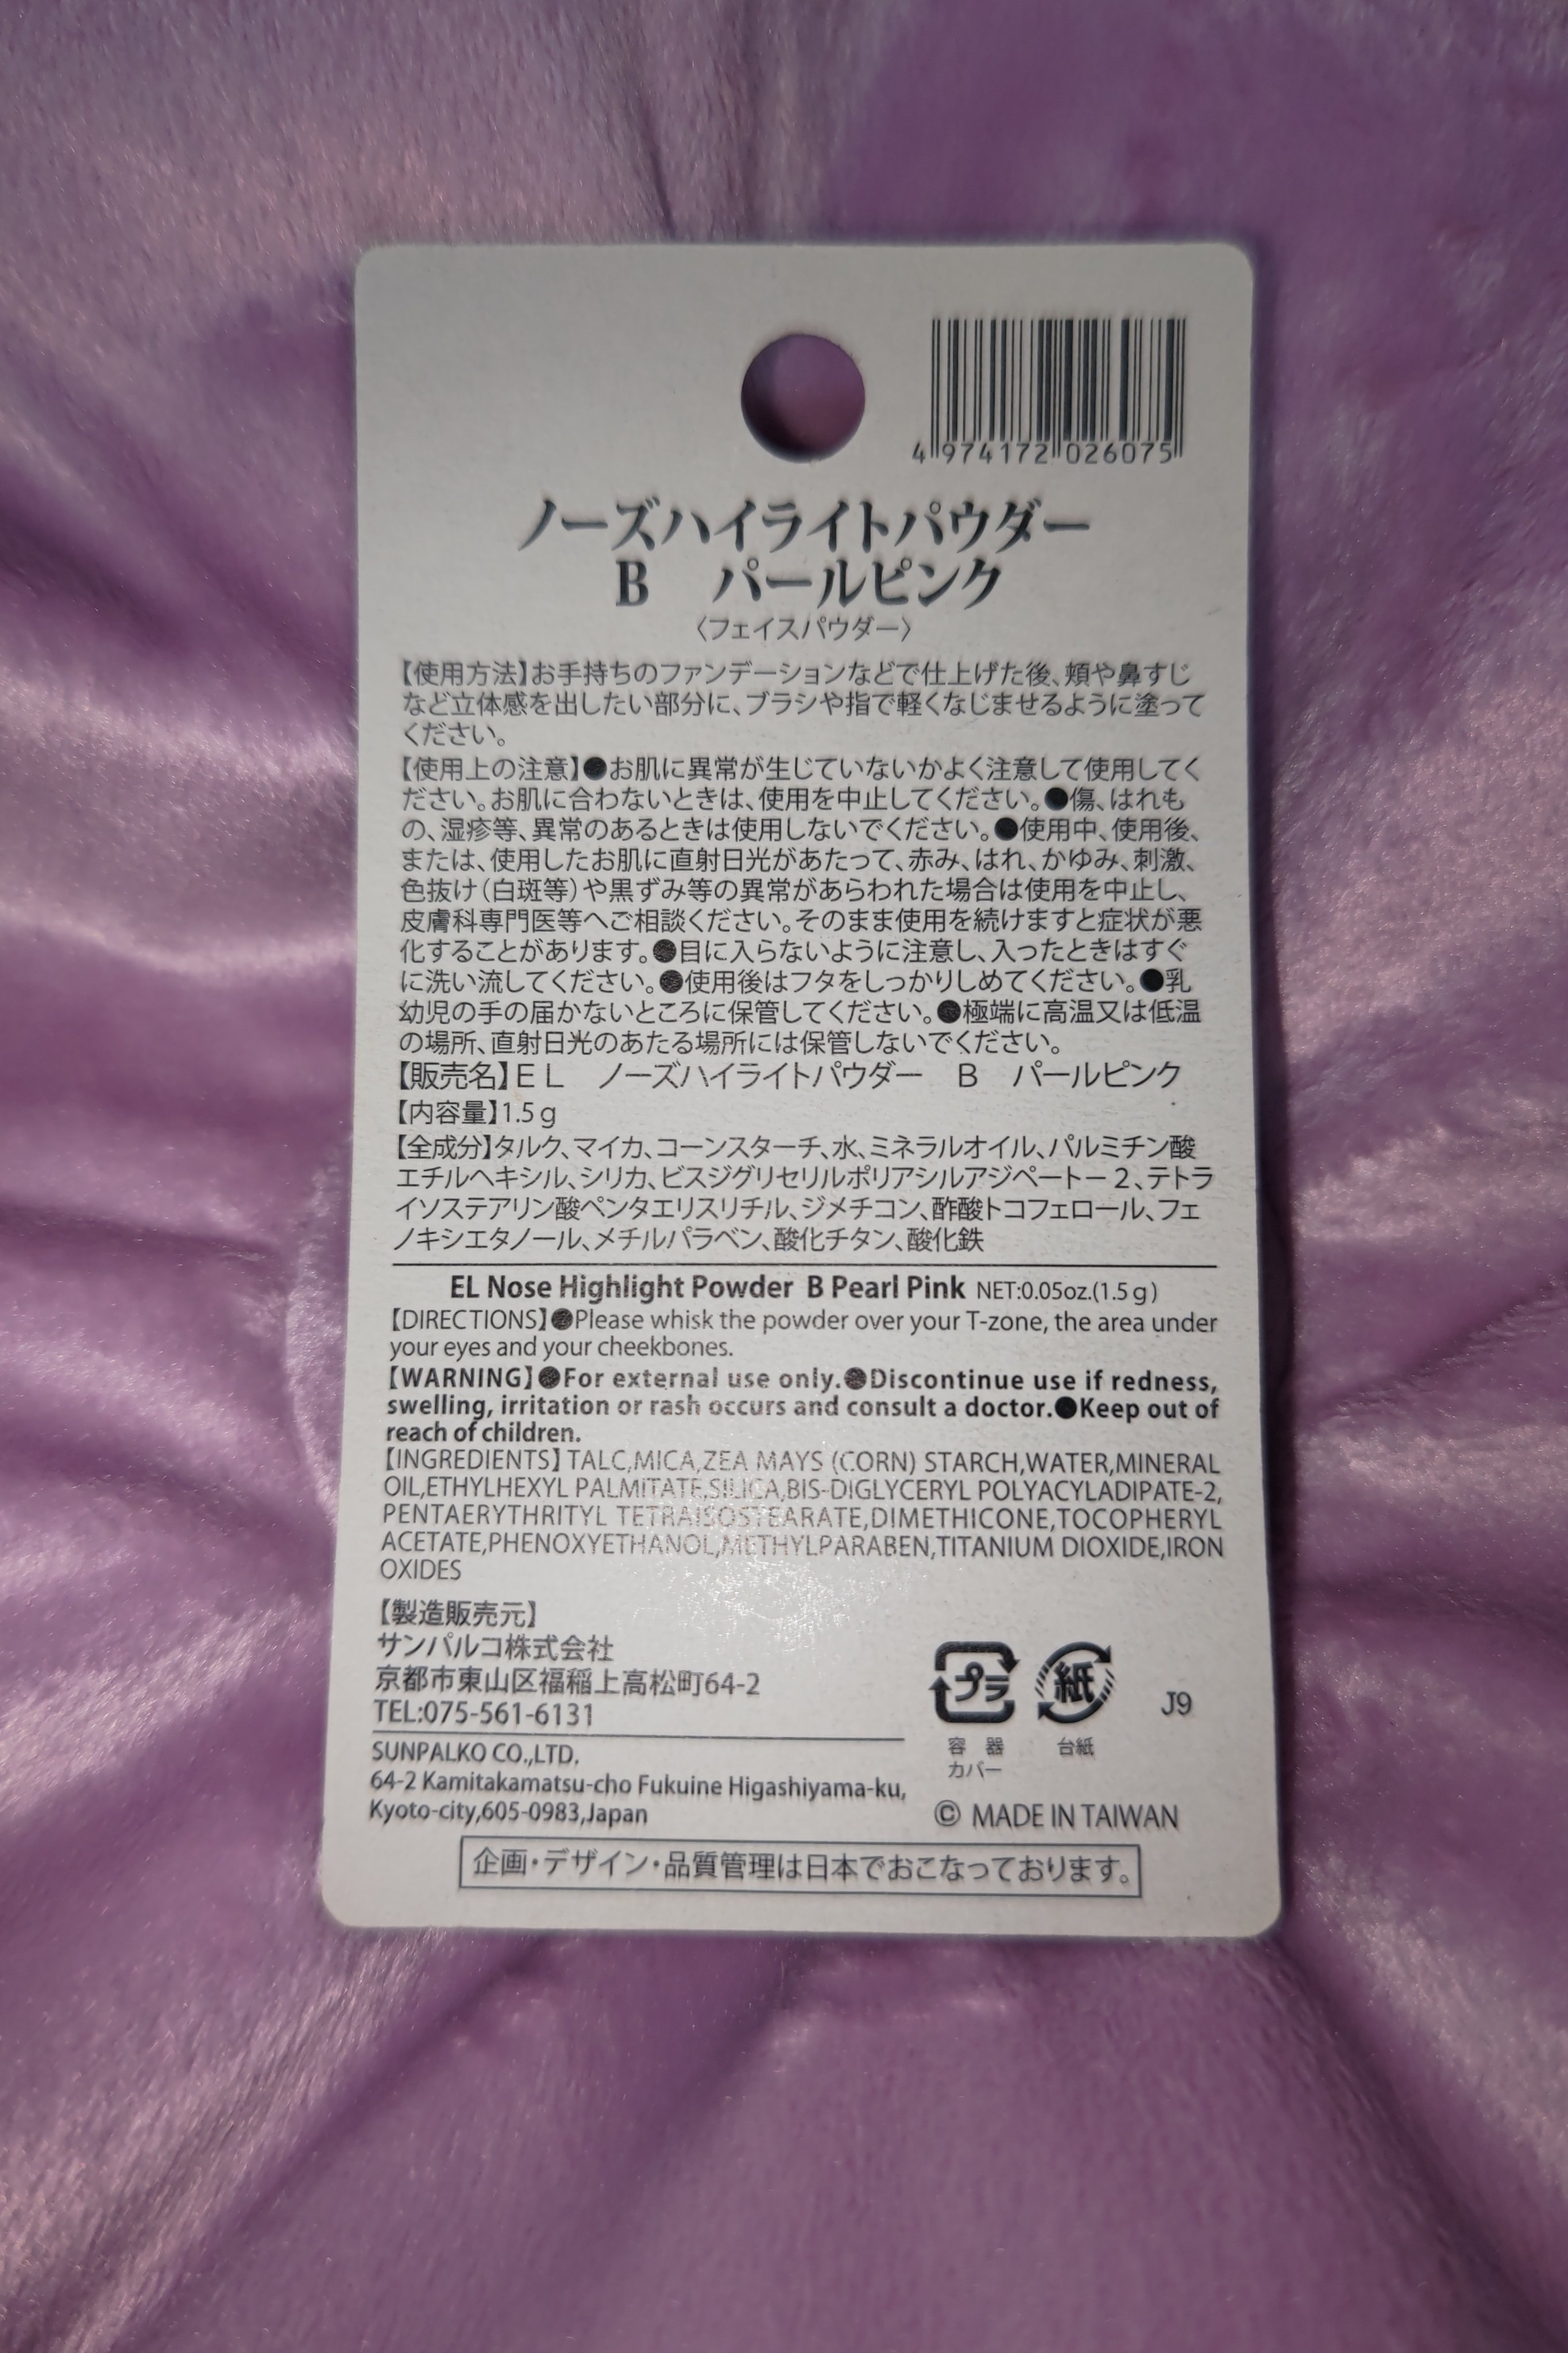 4 974172 026075
ノーズハイライトパウダー
B パールピンク
〈フェイスパウダー〉
【使用方法】お手持ちのファンデーションなどで仕上げた後、頬や鼻すじ
など立体感を出したい部分に、ブラシや指で軽くなじませるように塗って
ください。
【使用上の注意】●お肌に異常が生じていないかよく注意して使用してく
ださい。お肌に合わないときは、使用を中止してください。●傷、はれも
の、湿疹等、異常のあるときは使用しないでください。●使用中、使用後、
または、使用したお肌に直射日光があたって、赤み、はれ、かゆみ、刺激、
色抜け（白斑等）や黒ずみ等の異常があらわれた場合は使用を中止し、
皮膚科専門医等へご相談ください。そのまま使用を続けますと症状が悪
化することがあります。●目に入らないように注意し、入ったときはすぐ
に洗い流してください。●使用後はフタをしっかりしめてください。●乳
幼児の手の届かないところに保管してください。●極端に高温又は低温
の場所、直射日光のあたる場所には保管しないでください。
【販売名】ＥＬ ノーズハイライトパウダー B パールピンク
【内容量】1.5g
【全成分】タルク、マイカ、コーンスターチ、水、ミネラルオイル、パルミチン酸
エチルヘキシル、シリカ、ビスジグリセリルポリアシルアジペートー２、テトラ
イソステアリン酸ペンタエリスリチル、ジメチコン、酢酸トコフェロール、フェ
ノキシエタノール、メチルパラベン、酸化チタン、酸化鉄
EL Nose Highlight Powder B Pearl Pink NET:0.05oz.(1.5g)
【DIRECTIONS】●Please whisk the powder over your T-zone, the area under
your eyes and your cheekbones.
【WARNING】●For external use only.●Discontinue use if redness,
swelling, irritation or rash occurs and consult a doctor.●Keep out of
reach of children.
【INGREDIENTS】TALC,MICA,ZEA MAYS (CORN) STARCH,WATER,MINERAL
OIL,ETHYLHEXYL PALMITATE,SILICA,BIS-DIGLYCERYL POLYACYLADIPATE-2,
PENTAERYTHRITYL TETRAISOSTEARATE,DIMETHICONE,TOCOPHERYL
ACETATE,PHENOXYETHANOL,METHYLPARABEN,TITANIUM DIOXIDE,IRON
OXIDES
【製造販売元】
サンパルコ株式会社
京都市東山区福稲上高松町64-2
TEL:075-561-6131
SUNPALKO CO.,LTD.
64-2 Kamitakamatsu-cho Fukuine Higashiyama-ku,
Kyoto-city,605-0983,Japan
プラ
容器
カバー
紙
台紙
J9
© MADE IN TAIWAN
企画・デザイン・品質管理は日本でおこなっております。